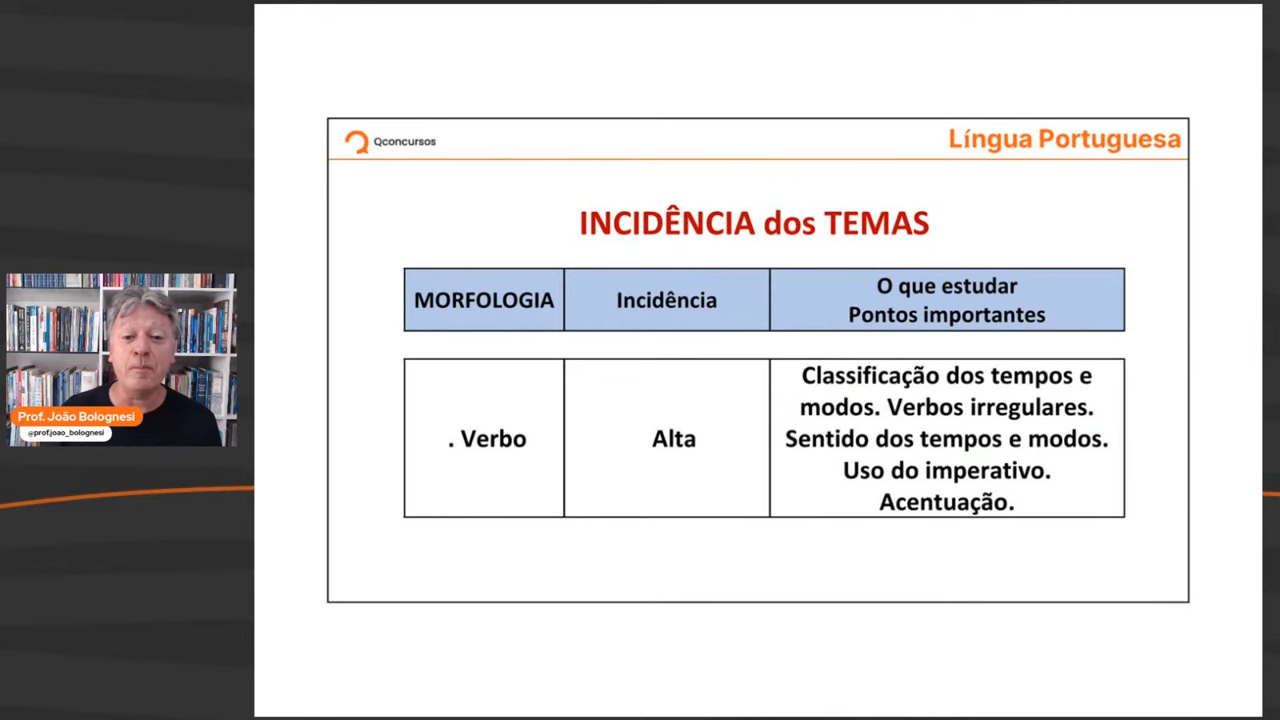 Qconcursos
Língua Portuguesa
INCIDÊNCIA dos TEMAS
MORFOLOGIA
Incidência
O que estudar
Pontos importantes
. Verbo
Alta
Classificação dos tempos e
modos. Verbos irregulares.
Sentido dos tempos e modos.
Uso do imperativo.
Acentuação.
Prof. João Bolognesi
@prof.joao_bolognesi